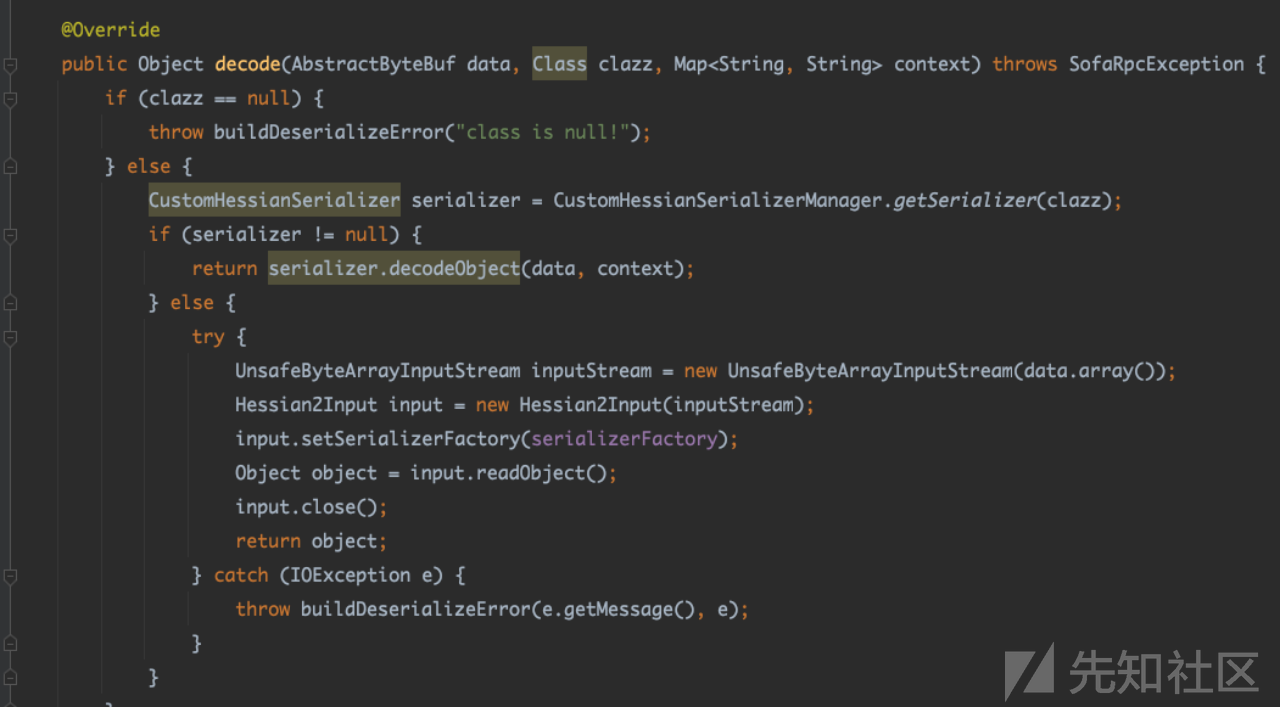 @Override
public Object decode(AbstractByteBuf data, Class clazz, Map<String, String> context) throws SofaRpcException {
if (clazz == null) {
throw buildDeserializeError("class is null!");
} else {
CustomHessianSerializer serializer = CustomHessianSerializerManager.getSerializer(clazz);
if (serializer != null) {
return serializer.decodeObject(data, context);
} else {
try {
UnsafeByteArrayInputStream inputStream = new UnsafeByteArrayInputStream(data.array());
Hessian2Input input = new Hessian2Input(inputStream);
input.setSerializerFactory(serializerFactory);
Object object = input.readObject();
input.close();
return object;
} catch (IOException e) {
throw buildDeserializeError(e.getMessage(), e);
}
}
先知社区